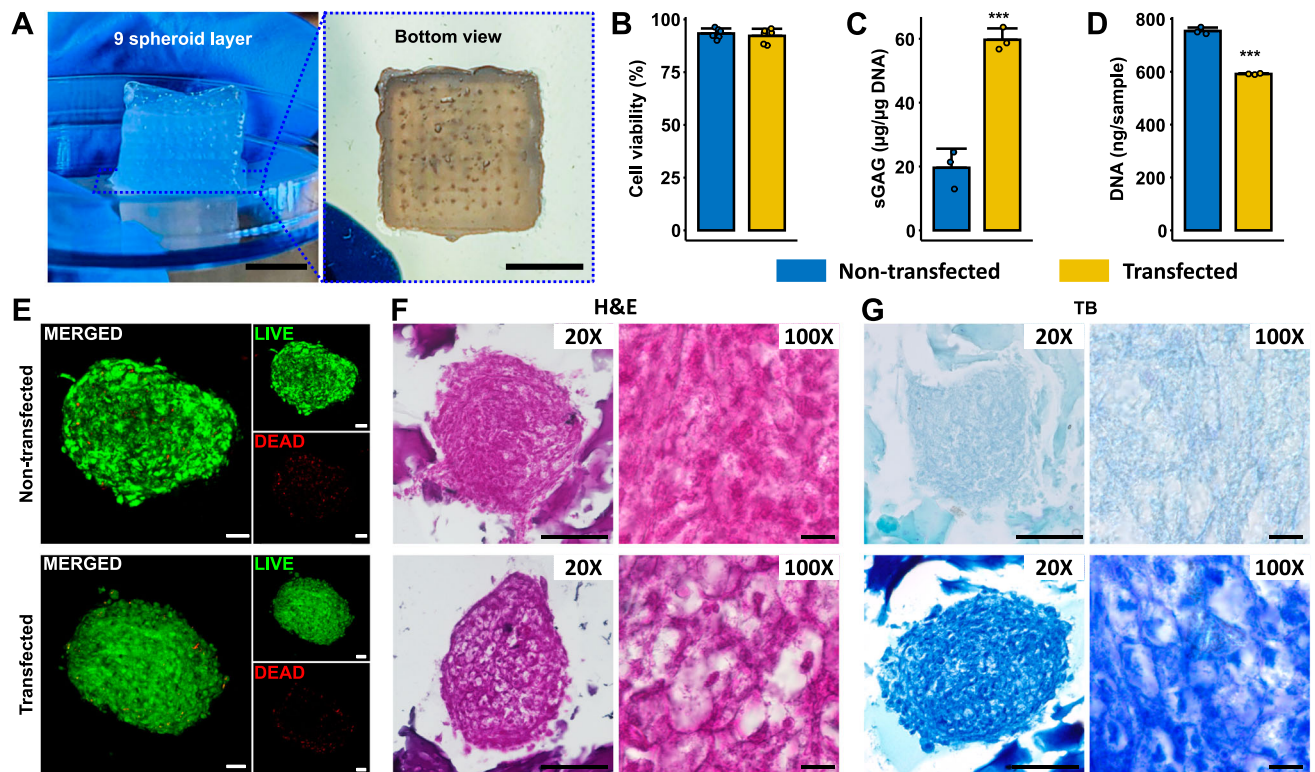 A
9 spheroid layer
Bottom view
B
Cell viability (%)
100
75
50
25
0
C
sGAG (µg/µg DNA)
60
40
20
0
***
D
DNA (ng/sample)
800
600
400
200
0
***
Non-transfected
Transfected
E
Non-transfected
MERGED
LIVE
DEAD
Transfected
MERGED
LIVE
DEAD
F
H&E
20X
100X
20X
100X
G
TB
20X
100X
20X
100X